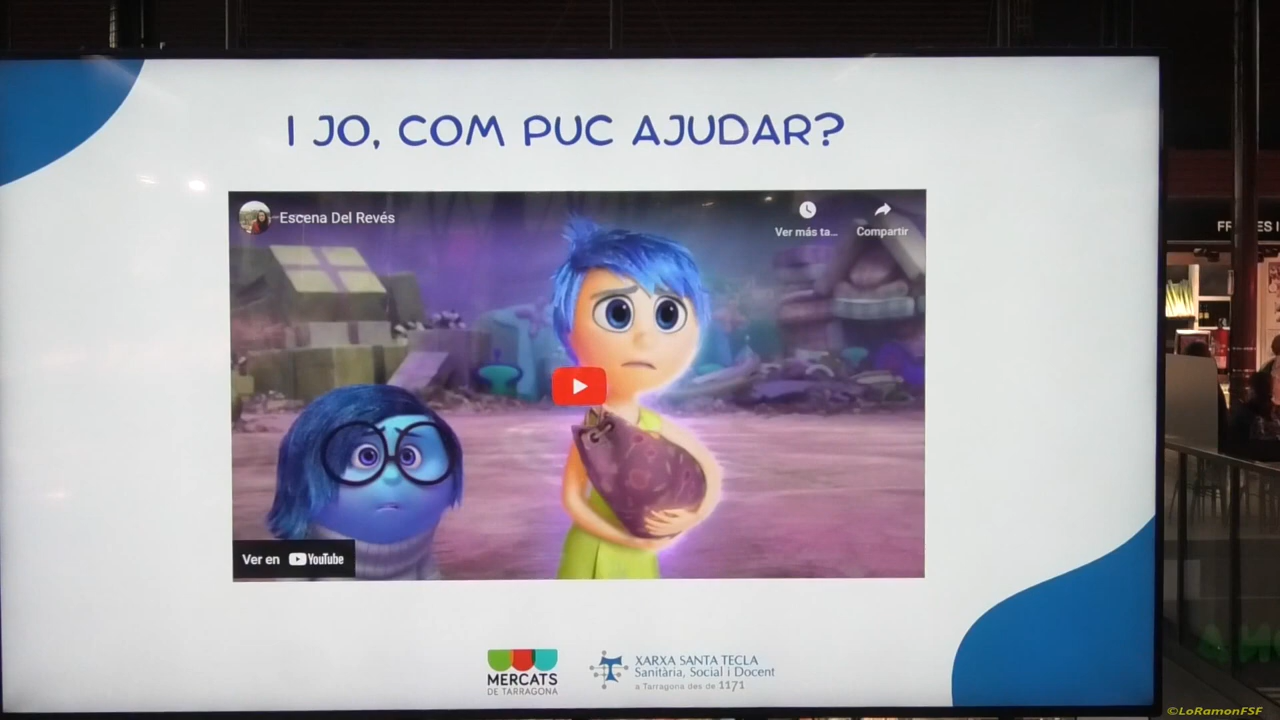 I JO, COM PUC AJUDAR?
Escena Del Revés
Ver más ta...
Compartir
Ver en YouTube
MERCATS
DE TARRAGONA
XARXA SANTA TECLA
Sanitària, Social i Docent
a Tarragona des de 1171
©LoRamonFSF